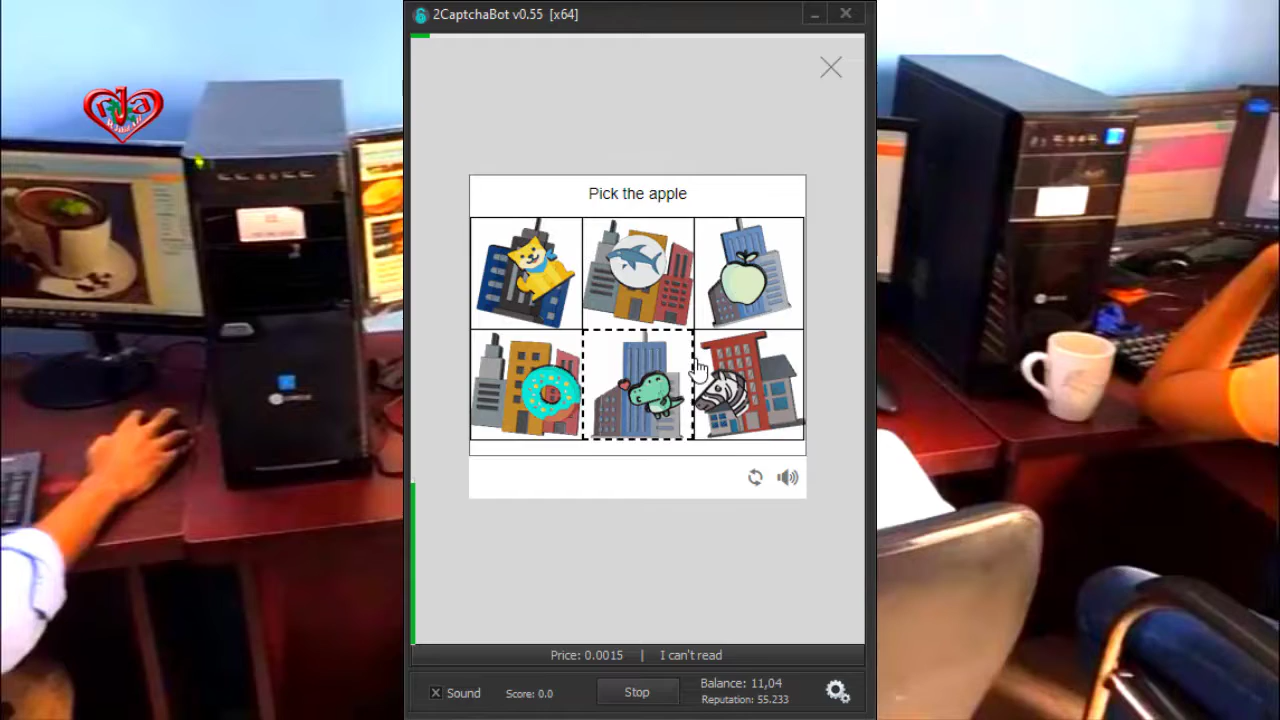 2CaptchaBot v0.55 [x64]
Pick the apple
Price: 0.0015 | I can't read
Sound
Score: 0.0
Stop
Balance: 11,04
Reputation: 55.233